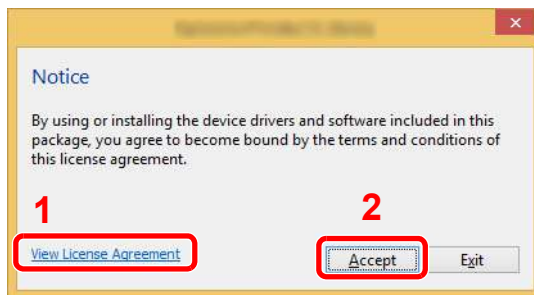 Notice
By using or installing the device drivers and software included in this
package, you agree to become bound by the terms and conditions of
this license agreement.
1
2
View License Agreement
Accept
Exit